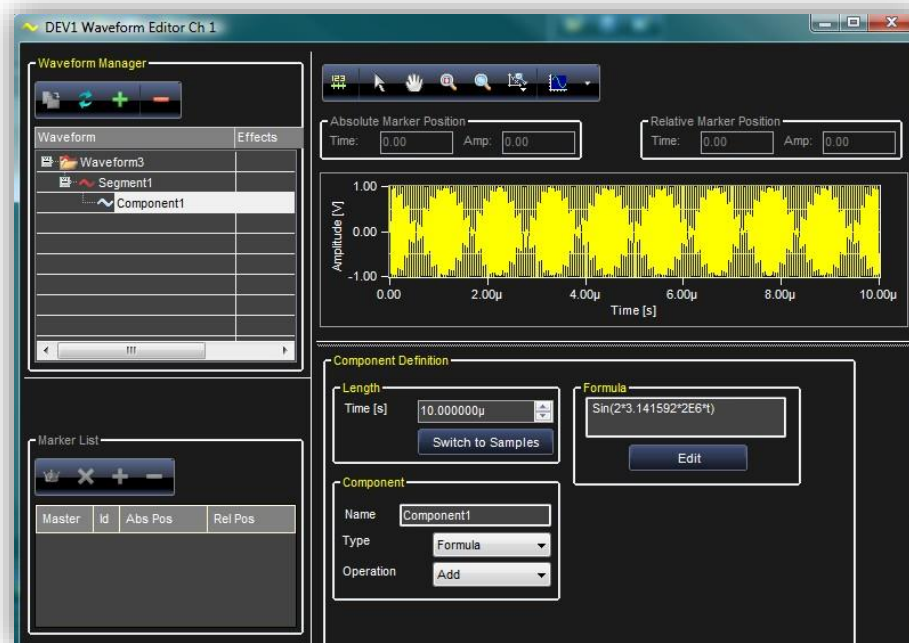 DEV1 Waveform Editor Ch 1
Waveform Manager
Waveform Effects
Waveform3
Segment1
Component1
Marker List
Master Id Abs Pos Rel Pos
123
Absolute Marker Position
Time: 0.00 Amp: 0.00
Relative Marker Position
Time: 0.00 Amp: 0.00
Amplitude [V]
1.00
0.00
-1.00
0.00 2.00µ 4.00µ 6.00µ 8.00µ 10.00µ
Time [s]
Component Definition
Length
Time [s] 10.000000µ
Switch to Samples
Formula
Sin(2*3.141592*2E6*t)
Edit
Component
Name Component1
Type Formula
Operation Add